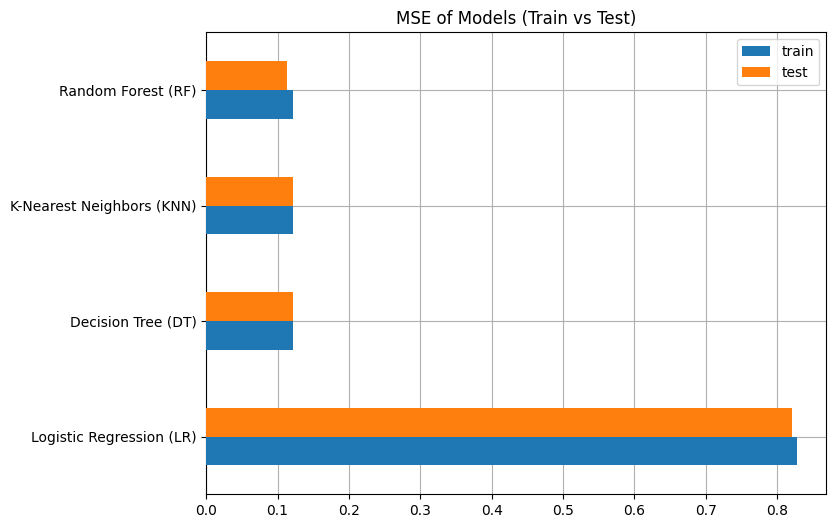 MSE of Models (Train vs Test)
train
test
Random Forest (RF)
K-Nearest Neighbors (KNN)
Decision Tree (DT)
Logistic Regression (LR)
0.0 0.1 0.2 0.3 0.4 0.5 0.6 0.7 0.8